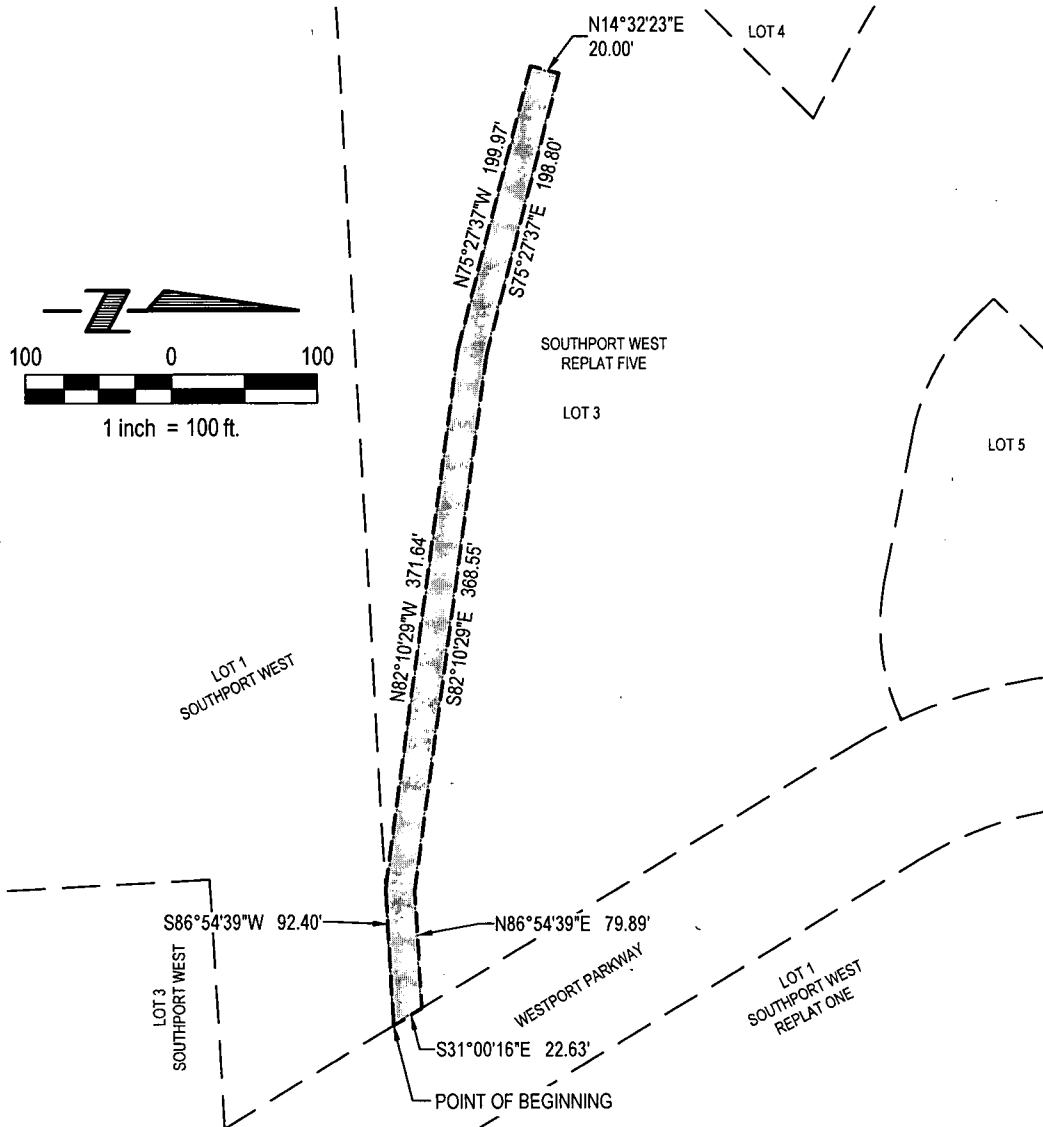 N14°32'23"E
20.00'
LOT 4
N75°27'37"W 199.97'
S75°27'37"E 198.80'
100 0 100
1 inch = 100 ft.
SOUTHPORT WEST
REPLAT FIVE
LOT 3
LOT 5
N82°10'29"W 371.64'
S82°10'29"E 368.55'
LOT 1
SOUTHPORT WEST
S86°54'39"W 92.40'
N86°54'39"E 79.89'
LOT 3
SOUTHPORT WEST
WESTPORT PARKWAY
LOT 1
SOUTHPORT WEST
REPLAT ONE
S31°00'16"E 22.63'
POINT OF BEGINNING